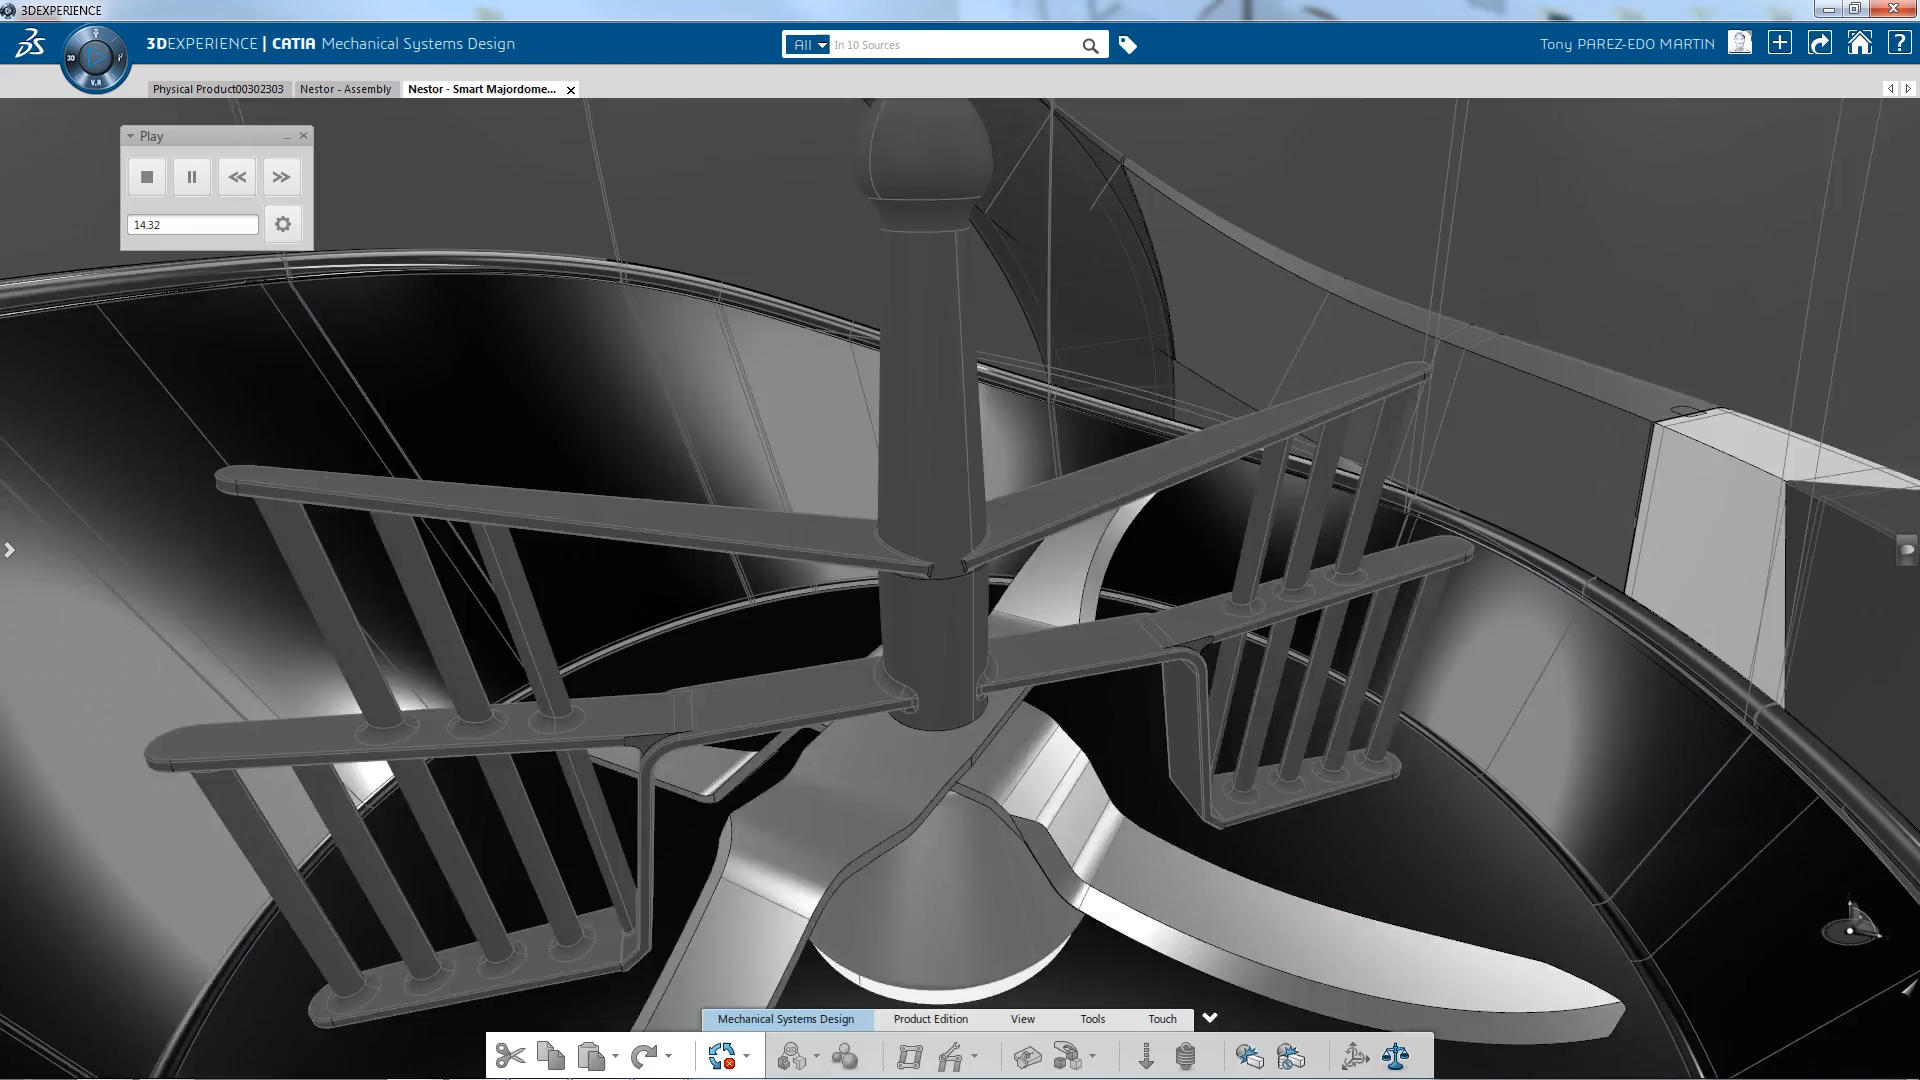 3DEXPERIENCE
3DEXPERIENCE | CATIA Mechanical Systems Design
All In 10 Sources
Tony PAREZ-EDO MARTIN
3D
V.R
Physical Product00302303 Nestor - Assembly Nestor - Smart Majordome...
Play
14.32
Mechanical Systems Design Product Edition View Tools Touch